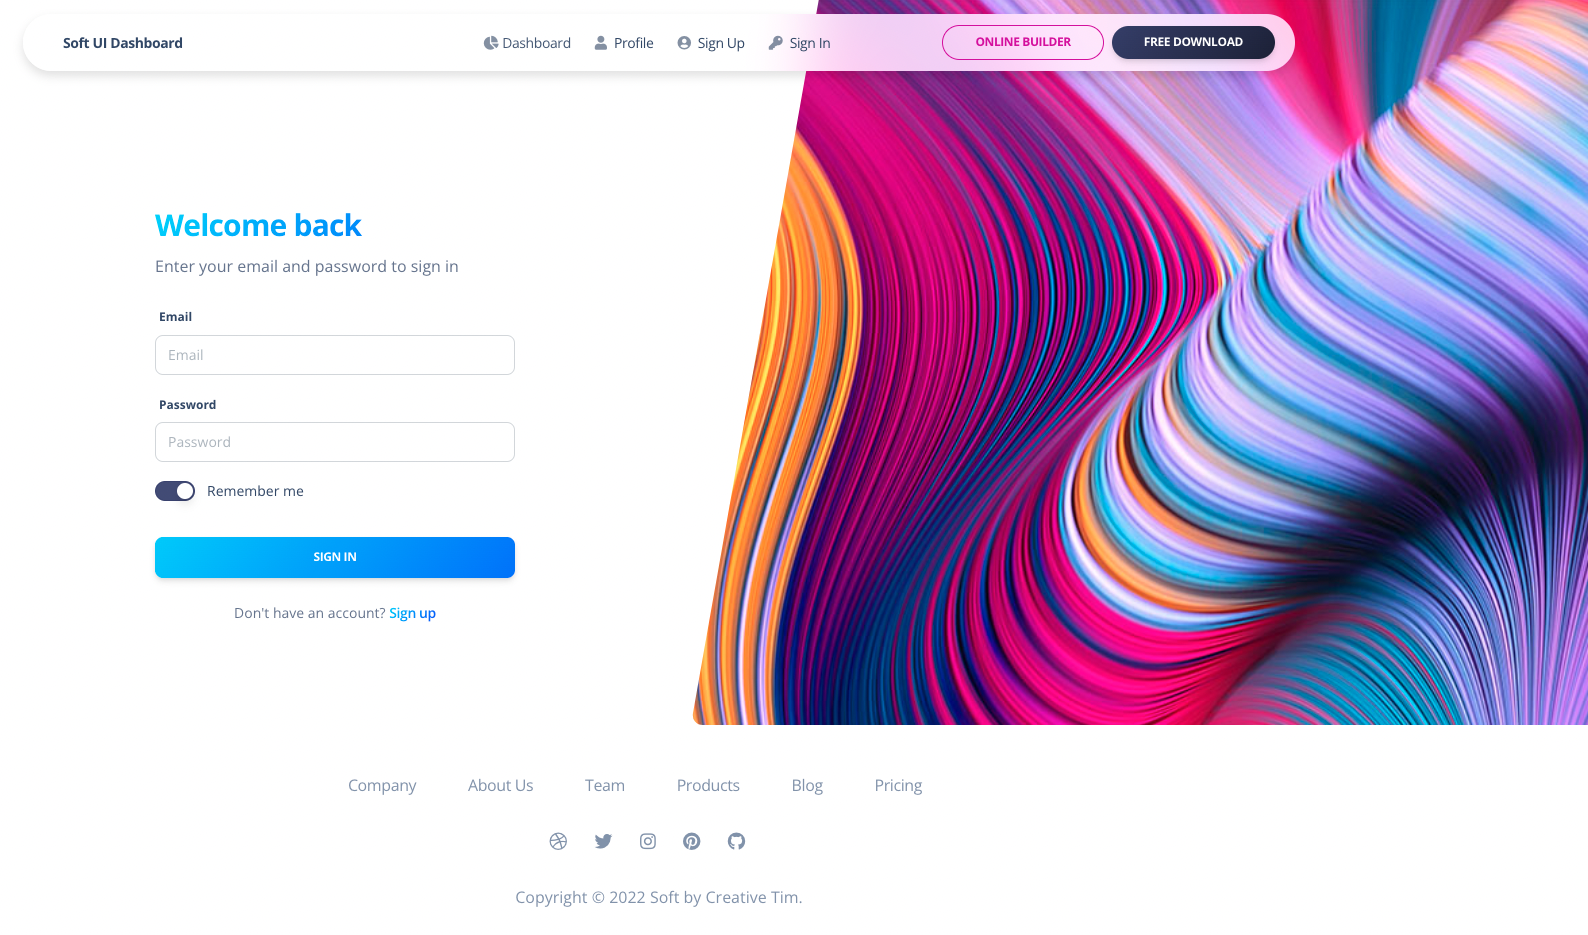 Soft UI Dashboard
Dashboard
Profile
Sign Up
Sign In
ONLINE BUILDER
FREE DOWNLOAD
Welcome back
Enter your email and password to sign in
Email
Email
Password
Password
Remember me
SIGN IN
Don't have an account? Sign up
Company
About Us
Team
Products
Blog
Pricing
Copyright © 2022 Soft by Creative Tim.